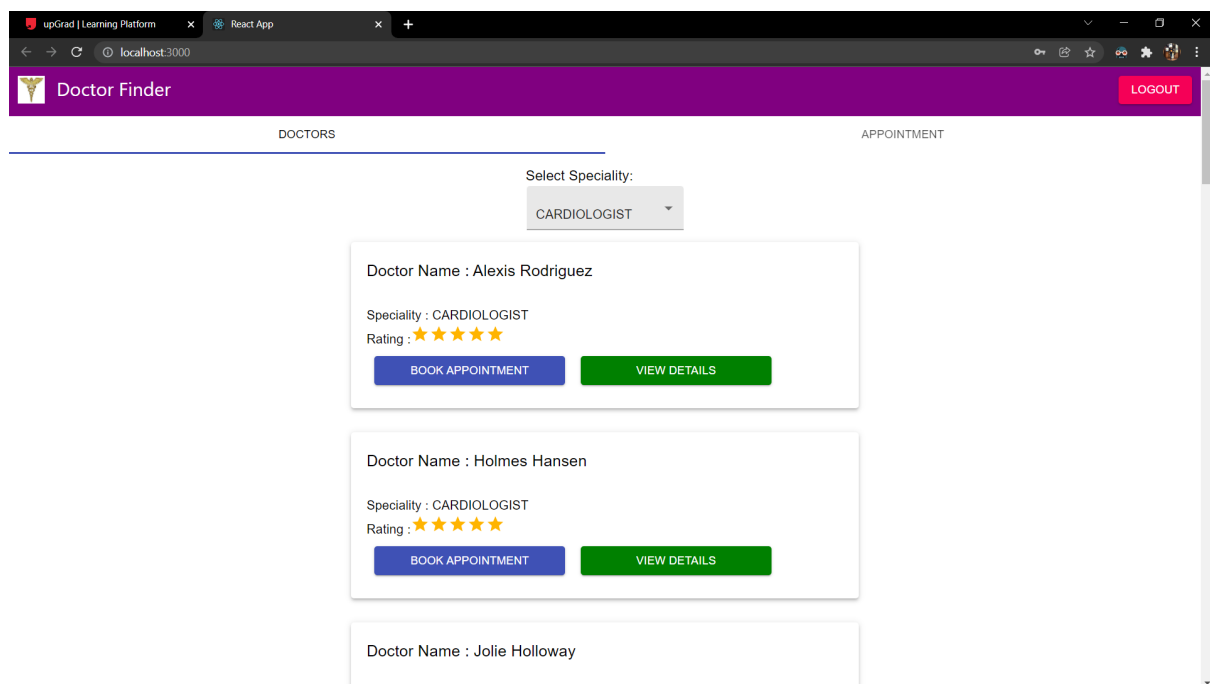 upGrad | Learning Platform
React App
localhost:3000
Doctor Finder
LOGOUT
DOCTORS
APPOINTMENT
Select Speciality:
CARDIOLOGIST
Doctor Name : Alexis Rodriguez
Speciality : CARDIOLOGIST
Rating :
BOOK APPOINTMENT
VIEW DETAILS
Doctor Name : Holmes Hansen
Speciality : CARDIOLOGIST
Rating :
BOOK APPOINTMENT
VIEW DETAILS
Doctor Name : Jolie Holloway